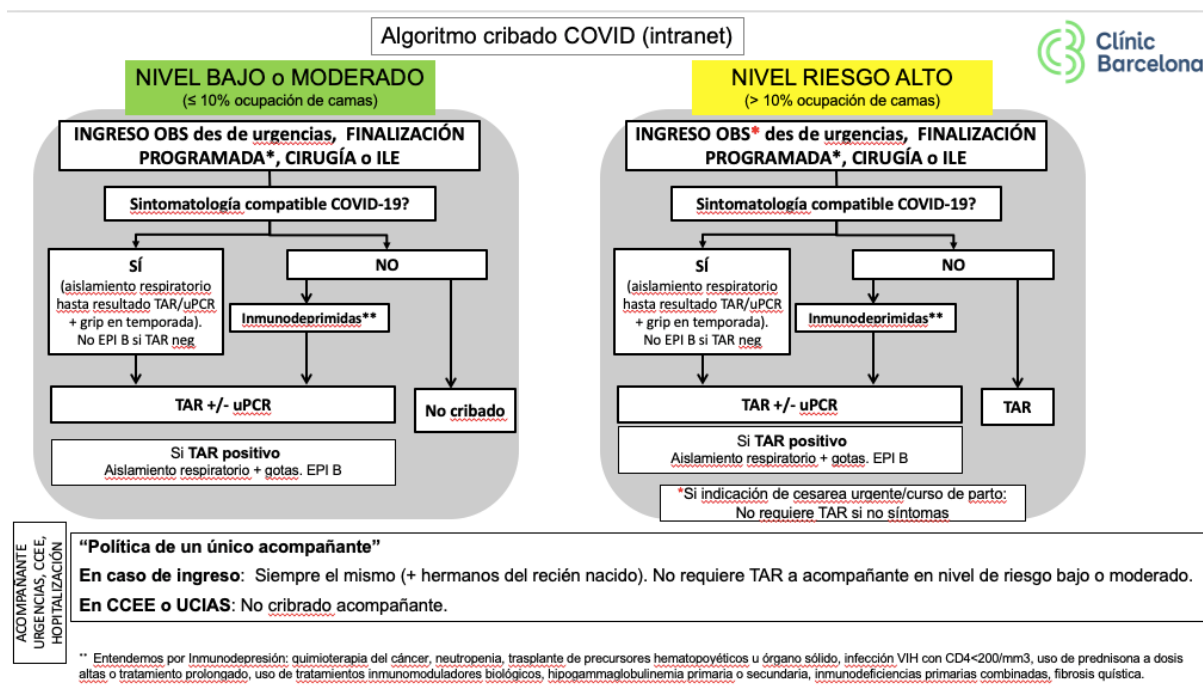 Algoritmo cribado COVID (intranet)
Clínic
Barcelona
NIVEL BAJO o MODERADO
(≤ 10% ocupación de camas)
INGRESO OBS des de urgencias, FINALIZACIÓN
PROGRAMADA*, CIRUGÍA o ILE
Sintomatología compatible COVID-19?
SÍ
(aislamiento respiratorio
hasta resultado TAR/uPCR
+ grip en temporada).
No EPI B si TAR neg
NO
Inmunodeprimidas**
TAR +/- uPCR
No cribado
Si TAR positivo
Aislamiento respiratorio + gotas. EPI B
NIVEL RIESGO ALTO
(> 10% ocupación de camas)
INGRESO OBS* des de urgencias, FINALIZACIÓN
PROGRAMADA*, CIRUGÍA o ILE
Sintomatología compatible COVID-19?
SÍ
(aislamiento respiratorio
hasta resultado TAR/uPCR
+ grip en temporada).
No EPI B si TAR neg
NO
Inmunodeprimidas**
TAR +/- uPCR
TAR
Si TAR positivo
Aislamiento respiratorio + gotas. EPI B
*Si indicación de cesarea urgente/curso de parto:
No requiere TAR si no síntomas
ACOMPAÑANTE
URGENCIAS, CCEE,
HOPITALIZACIÓN
“Política de un único acompañante”
En caso de ingreso: Siempre el mismo (+ hermanos del recién nacido). No requiere TAR a acompañante en nivel de riesgo bajo o moderado.
En CCEE o UCIAS: No cribrado acompañante.
** Entendemos por Inmunodepresión: quimioterapia del cáncer, neutropenia, trasplante de precursores hematopoyéticos u órgano sólido, infección VIH con CD4<200/mm3, uso de prednisona a dosis
altas o tratamiento prolongado, uso de tratamientos inmunomoduladores biológicos, hipogammaglobulinemia primaria o secundaria, inmunodeficiencias primarias combinadas, fibrosis quística.